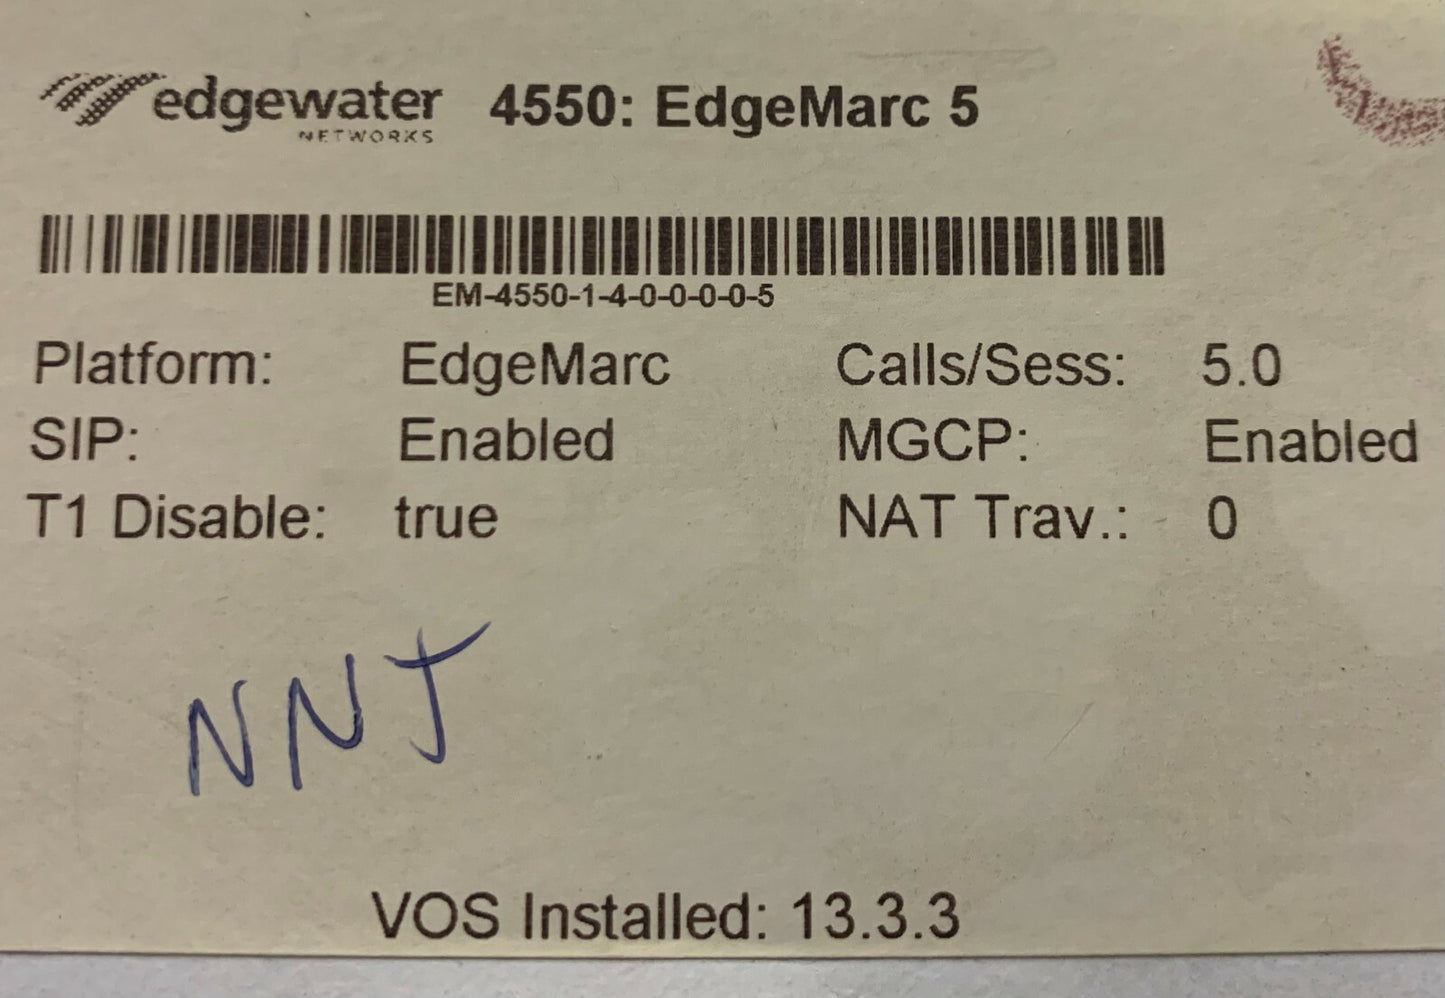 edgewater 4550: EdgeMarc 5
NETWORKS
EM-4550-1-4-0-0-0-0-5
Platform: EdgeMarc Calls/Sess: 5.0
SIP: Enabled MGCP: Enabled
T1 Disable: true NAT Trav.: 0
NNJ
VOS Installed: 13.3.3